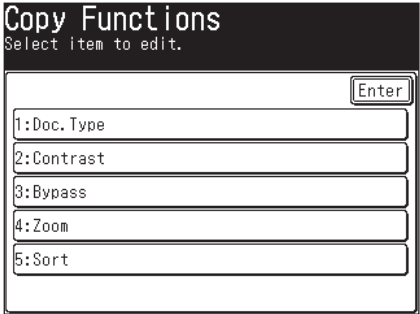 Copy Functions
Select item to edit.
Enter
1:Doc.Type
2:Contrast
3:Bypass
4:Zoom
5:Sort